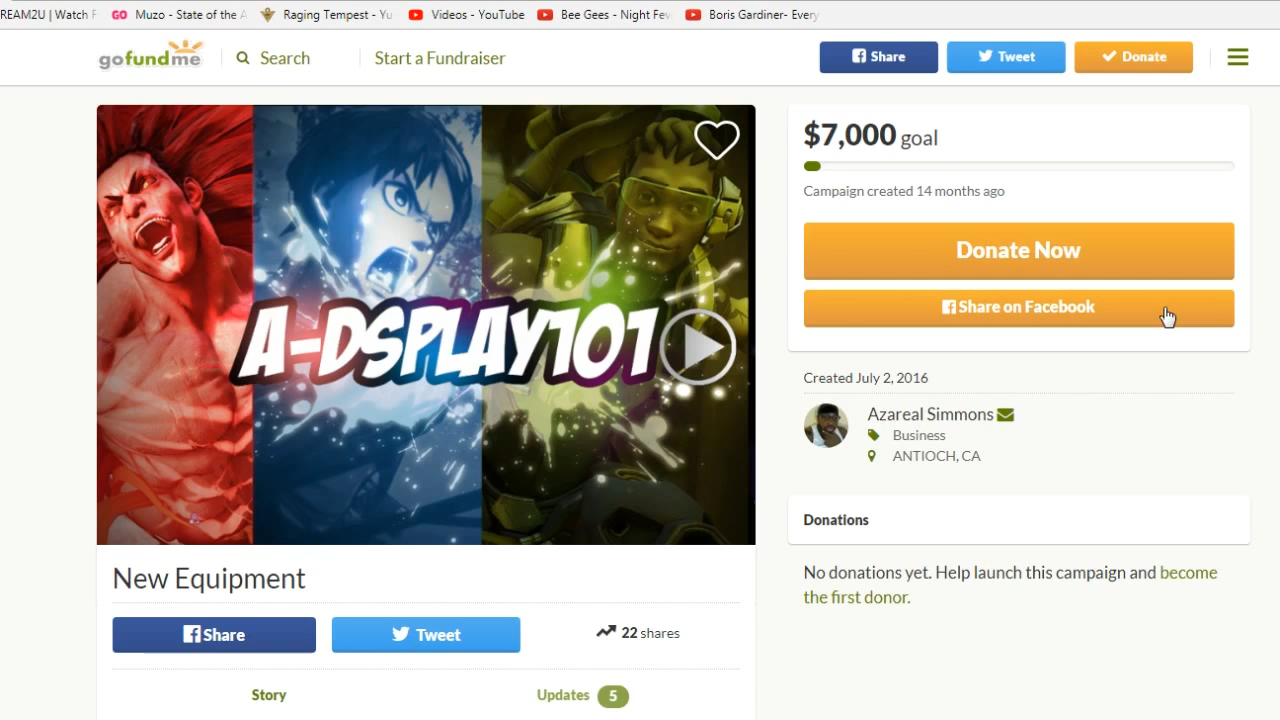 REAM2U | Watch F
GO Muzo - State of the A
Raging Tempest - Yu
Videos - YouTube
Bee Gees - Night Fev
Boris Gardiner- Every
gofundme
Search
Start a Fundraiser
Share
Tweet
Donate
A-DSPLAY101
$7,000 goal
Campaign created 14 months ago
Donate Now
Share on Facebook
Created July 2, 2016
Azareal Simmons
Business
ANTIOCH, CA
Donations
No donations yet. Help launch this campaign and become
the first donor.
New Equipment
Share
Tweet
22 shares
Story
Updates 5